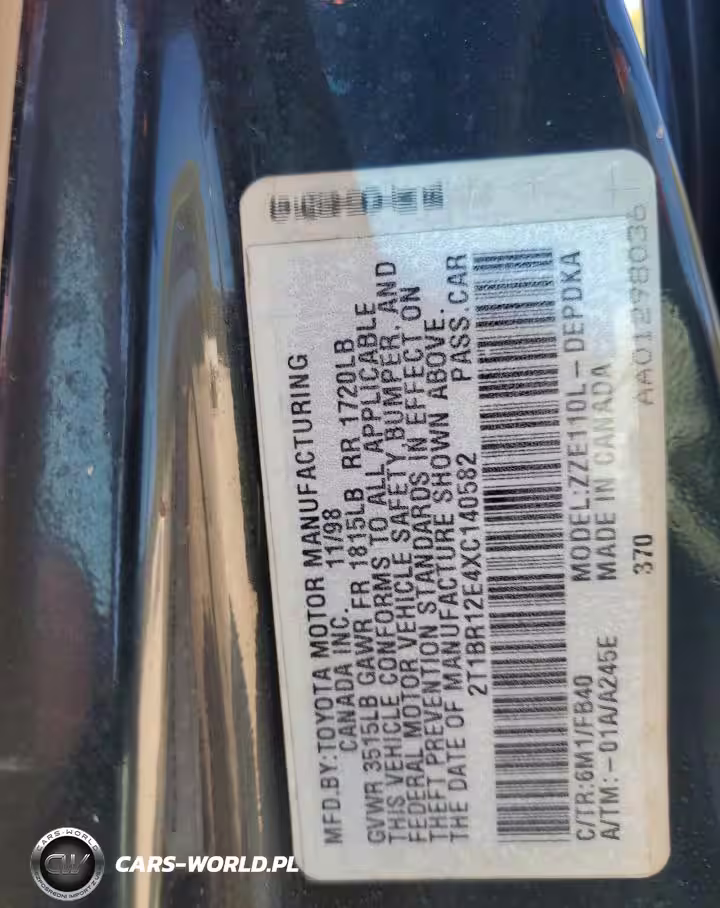 MFD.BY:TOYOTA MOTOR MANUFACTURING
CANADA INC. 11/98
GVWR 3515LB GAWR FR 1815LB RR 1720LB
THIS VEHICLE CONFORMS TO ALL APPLICABLE
FEDERAL MOTOR VEHICLE SAFETY BUMPER, AND
THEFT PREVENTION STANDARDS IN EFFECT ON
THE DATE OF MANUFACTURE SHOWN ABOVE.
2T1BR12E4XC140582 PASS.CAR
C/TR:6M1/FB40 MODEL:ZZE110L-DEPDKA
A/TM:-01A/A245E MADE IN CANADA
370
AA01298036
CARS-WORLD
CW
CARS-WORLD.PL